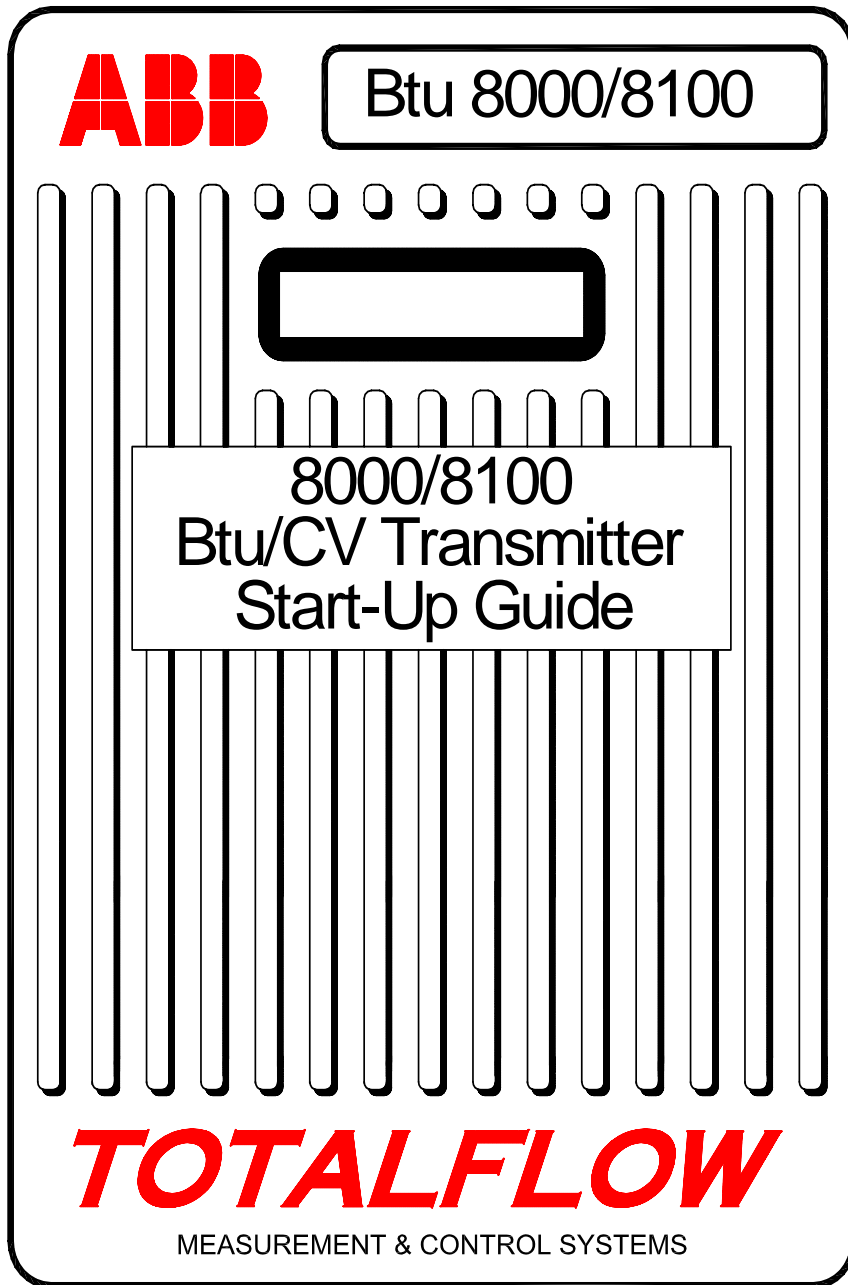 ABB
Btu 8000/8100
8000/8100
Btu/CV Transmitter
Start-Up Guide
TOTALFLOW
MEASUREMENT & CONTROL SYSTEMS